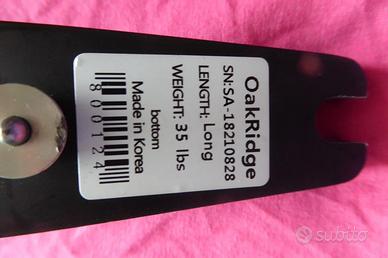 OakRidge
SN:SA-18210828
LENGTH: Long
WEIGHT: 35 lbs
bottom
Made in Korea
800124
subito